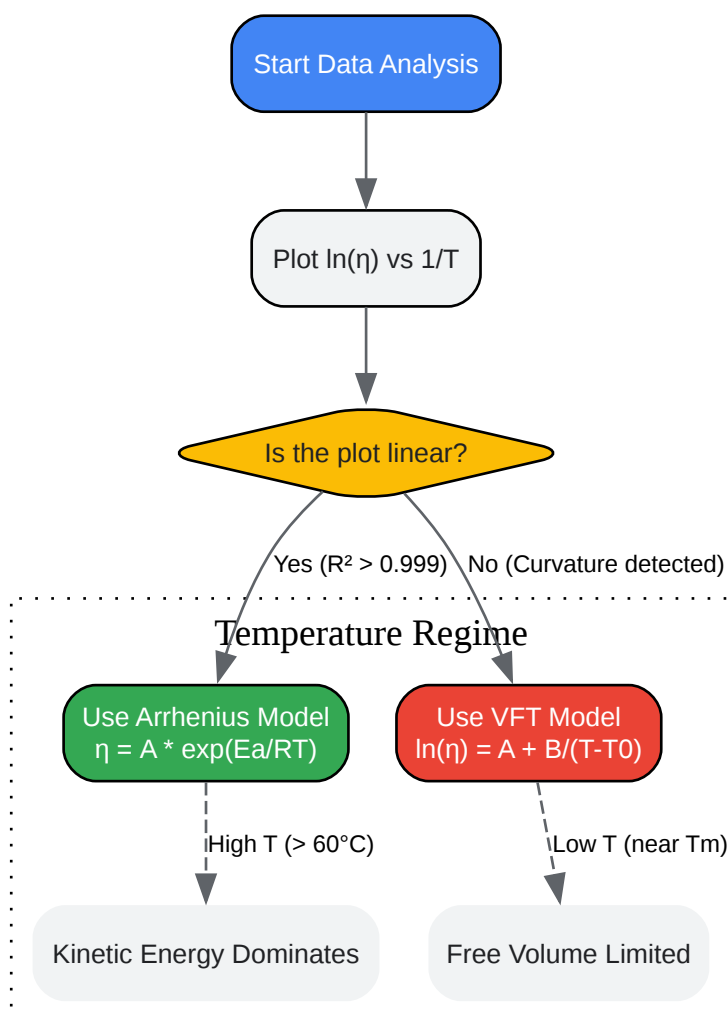 Start Data Analysis
Plot ln(η) vs 1/T
Is the plot linear?
Yes (R² > 0.999)
No (Curvature detected)
Temperature Regime
Use Arrhenius Model
η = A * exp(Ea/RT)
Use VFT Model
ln(η) = A + B/(T-T0)
High T (> 60°C)
Low T (near Tm)
Kinetic Energy Dominates
Free Volume Limited